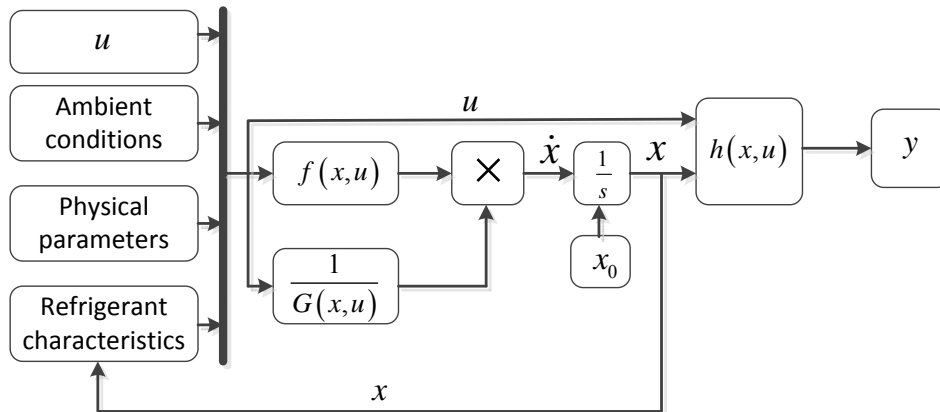 u
Ambient
conditions
Physical
parameters
Refrigerant
characteristics
u
f(x,u)
×
ẋ
1/s
x
h(x,u)
y
1/G(x,u)
x₀
x